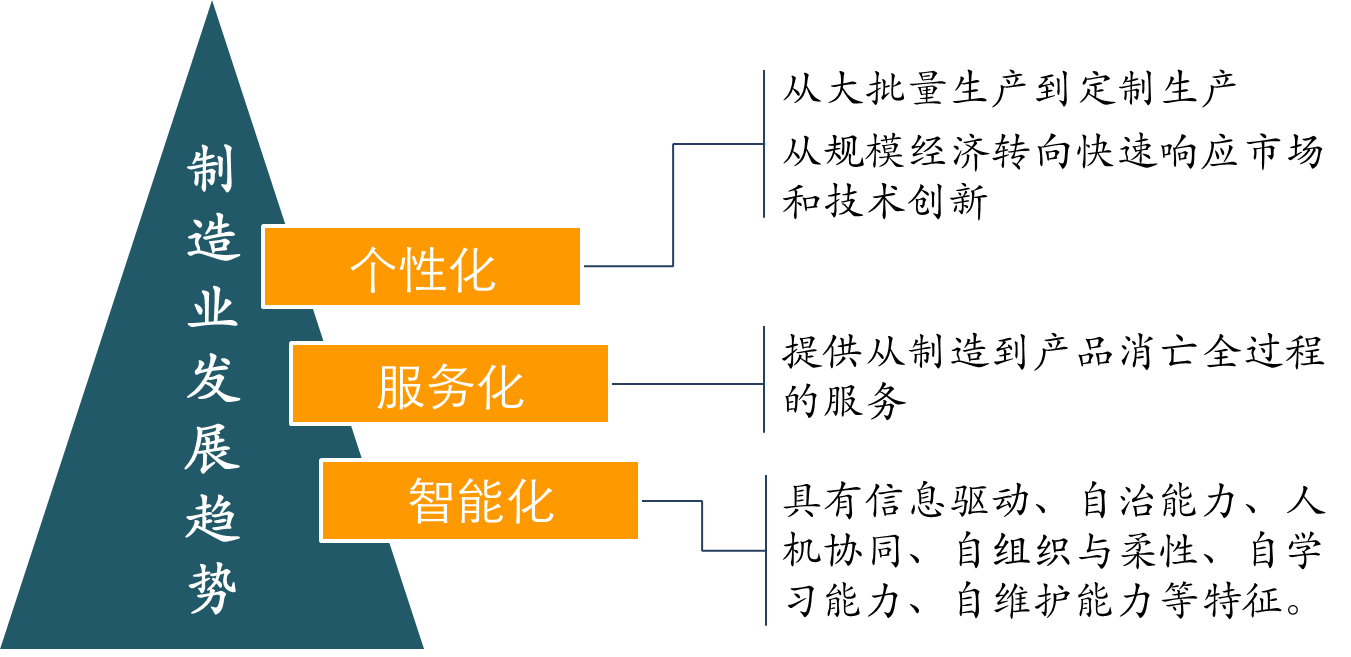 制造业发展趋势
个性化
从大批量生产到定制生产
从规模经济转向快速响应市场
和技术创新
服务化
提供从制造到产品消亡全过程
的服务
智能化
具有信息驱动、自治能力、人
机协同、自组织与柔性、自学
习能力、自维护能力等特征。